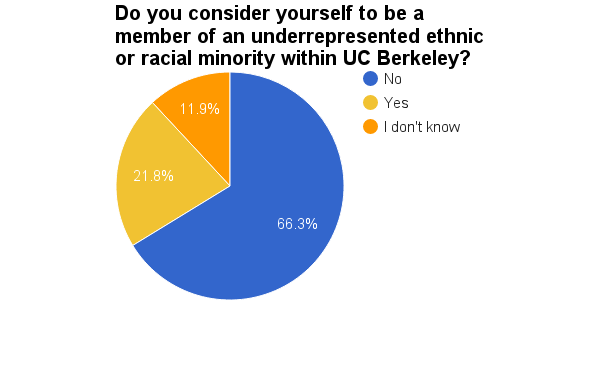 Do you consider yourself to be a
member of an underrepresented ethnic
or racial minority within UC Berkeley?
No
Yes
I don't know
11.9%
21.8%
66.3%